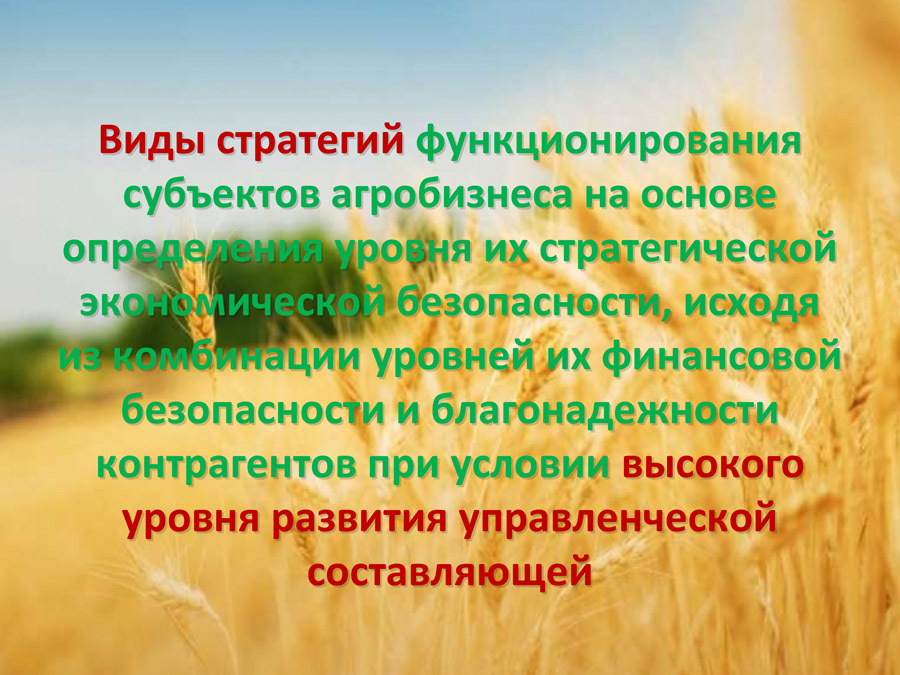 Виды стратегий функционирования
субъектов агробизнеса на основе
определения уровня их стратегической
экономической безопасности, исходя
из комбинации уровней их финансовой
безопасности и благонадежности
контрагентов при условии высокого
уровня развития управленческой
составляющей